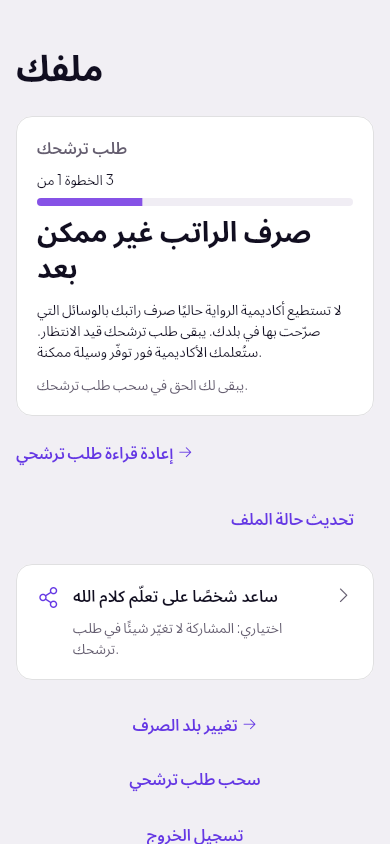 ملفك
طلب ترشحك
الخطوة 1 من 3
صرف الراتب غير ممكن
بعد
لا تستطيع أكاديمية الرواية حاليًا صرف راتبك بالوسائل التي
صرّحت بها في بلدك. يبقى طلب ترشحك قيد الانتظار.
ستُعلمك الأكاديمية فور توفّر وسيلة ممكنة.
يبقى لك الحق في سحب طلب ترشحك.
إعادة قراءة طلب ترشحي →
تحديث حالة الملف
ساعد شخصًا على تعلّم كلام الله
اختياري: المشاركة لا تغيّر شيئًا في طلب
ترشحك.
تغيير بلد الصرف →
سحب طلب ترشحي
تسجيل الخروج